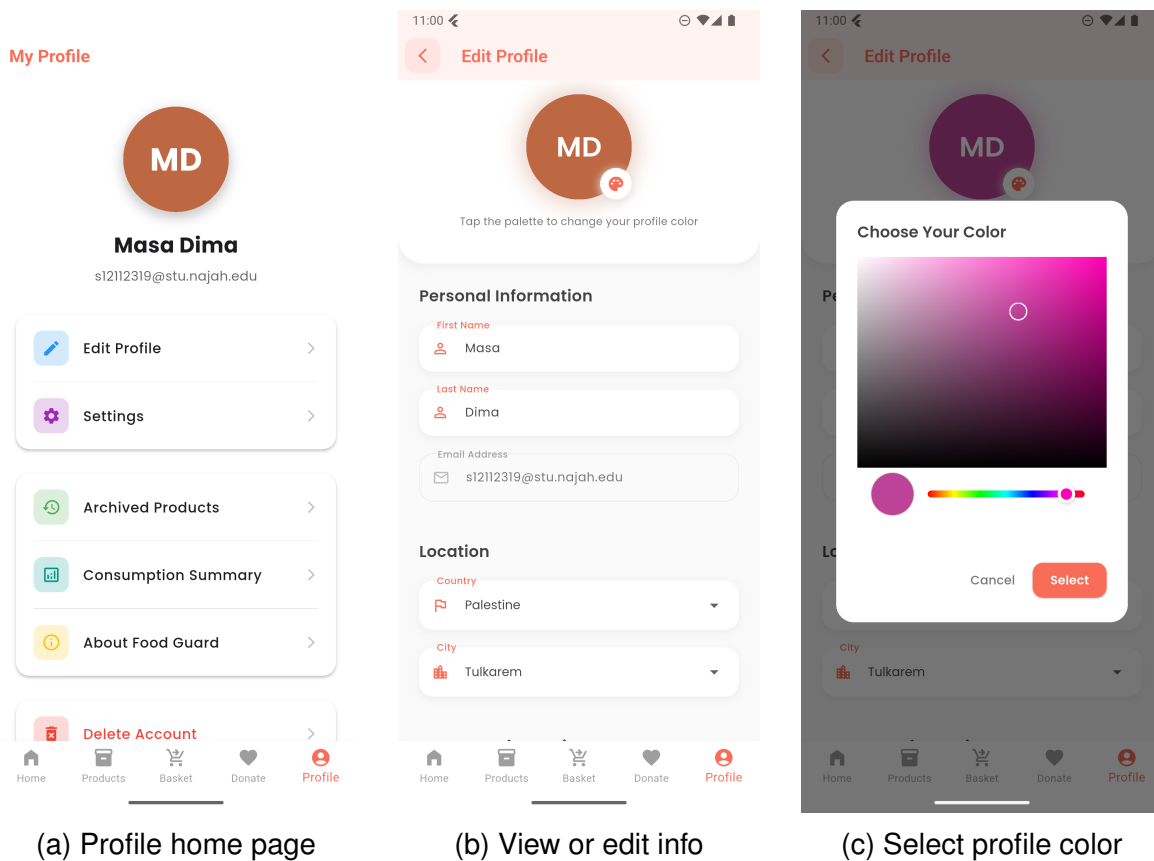 My Profile
MD
Masa Dima
s12112319@stu.najah.edu
Edit Profile
Settings
Archived Products
Consumption Summary
About Food Guard
Delete Account
Home Products Basket Donate Profile
(a) Profile home page
11:00
Edit Profile
MD
Tap the palette to change your profile color
Personal Information
First Name
Masa
Last Name
Dima
Email Address
s12112319@stu.najah.edu
Location
Country
Palestine
City
Tulkarem
Home Products Basket Donate Profile
(b) View or edit info
11:00
Edit Profile
MD
Choose Your Color
Cancel Select
City
Tulkarem
Home Products Basket Donate Profile
(c) Select profile color